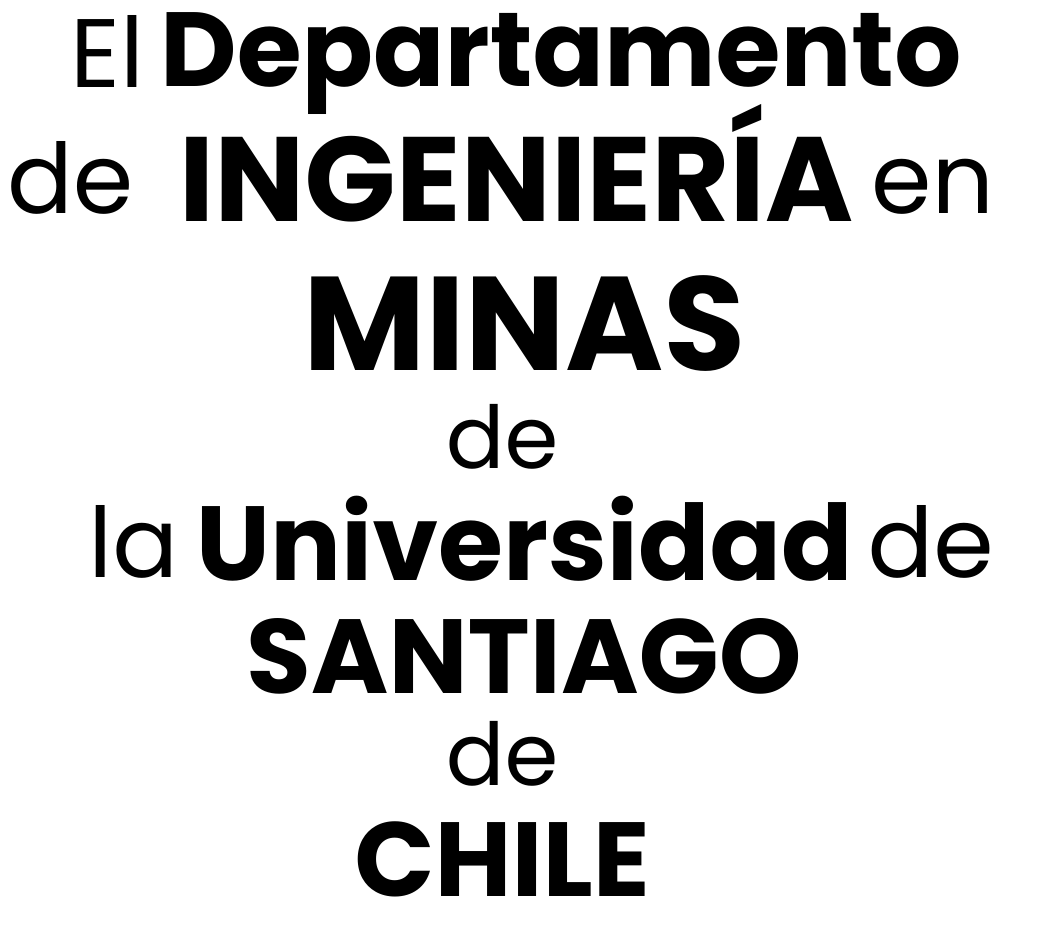 El Departamento
de INGENIERÍA en
MINAS
de
la Universidad de
SANTIAGO
de
CHILE